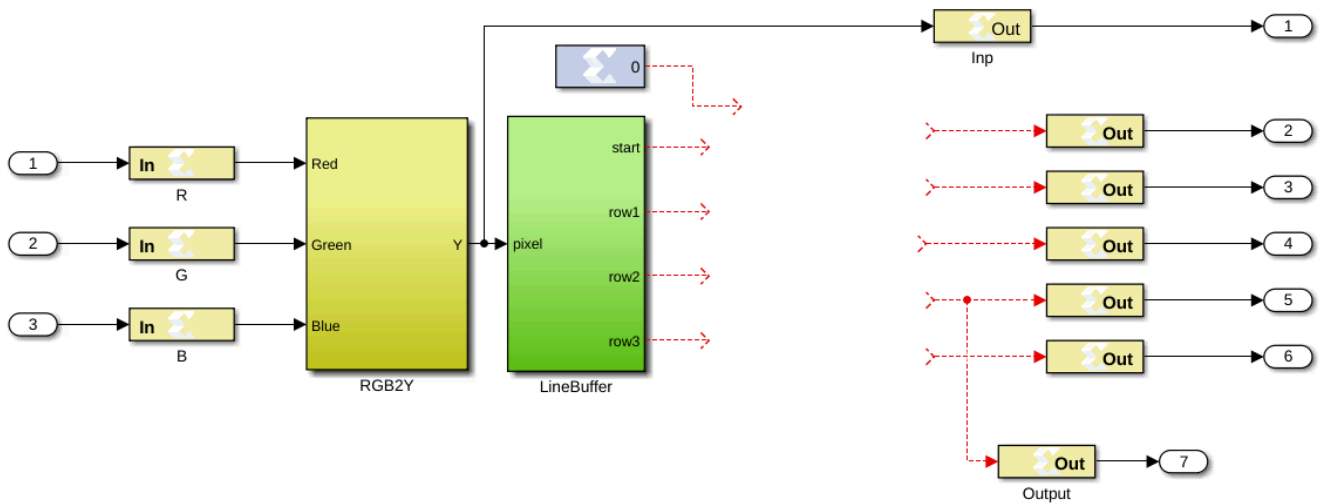 Out
1
Inp
0
Out
2
1
In
R
Red
start
Out
3
row1
2
In
G
Green
Y
pixel
Out
4
row2
Out
5
3
In
B
Blue
row3
Out
6
RGB2Y
LineBuffer
Out
7
Output